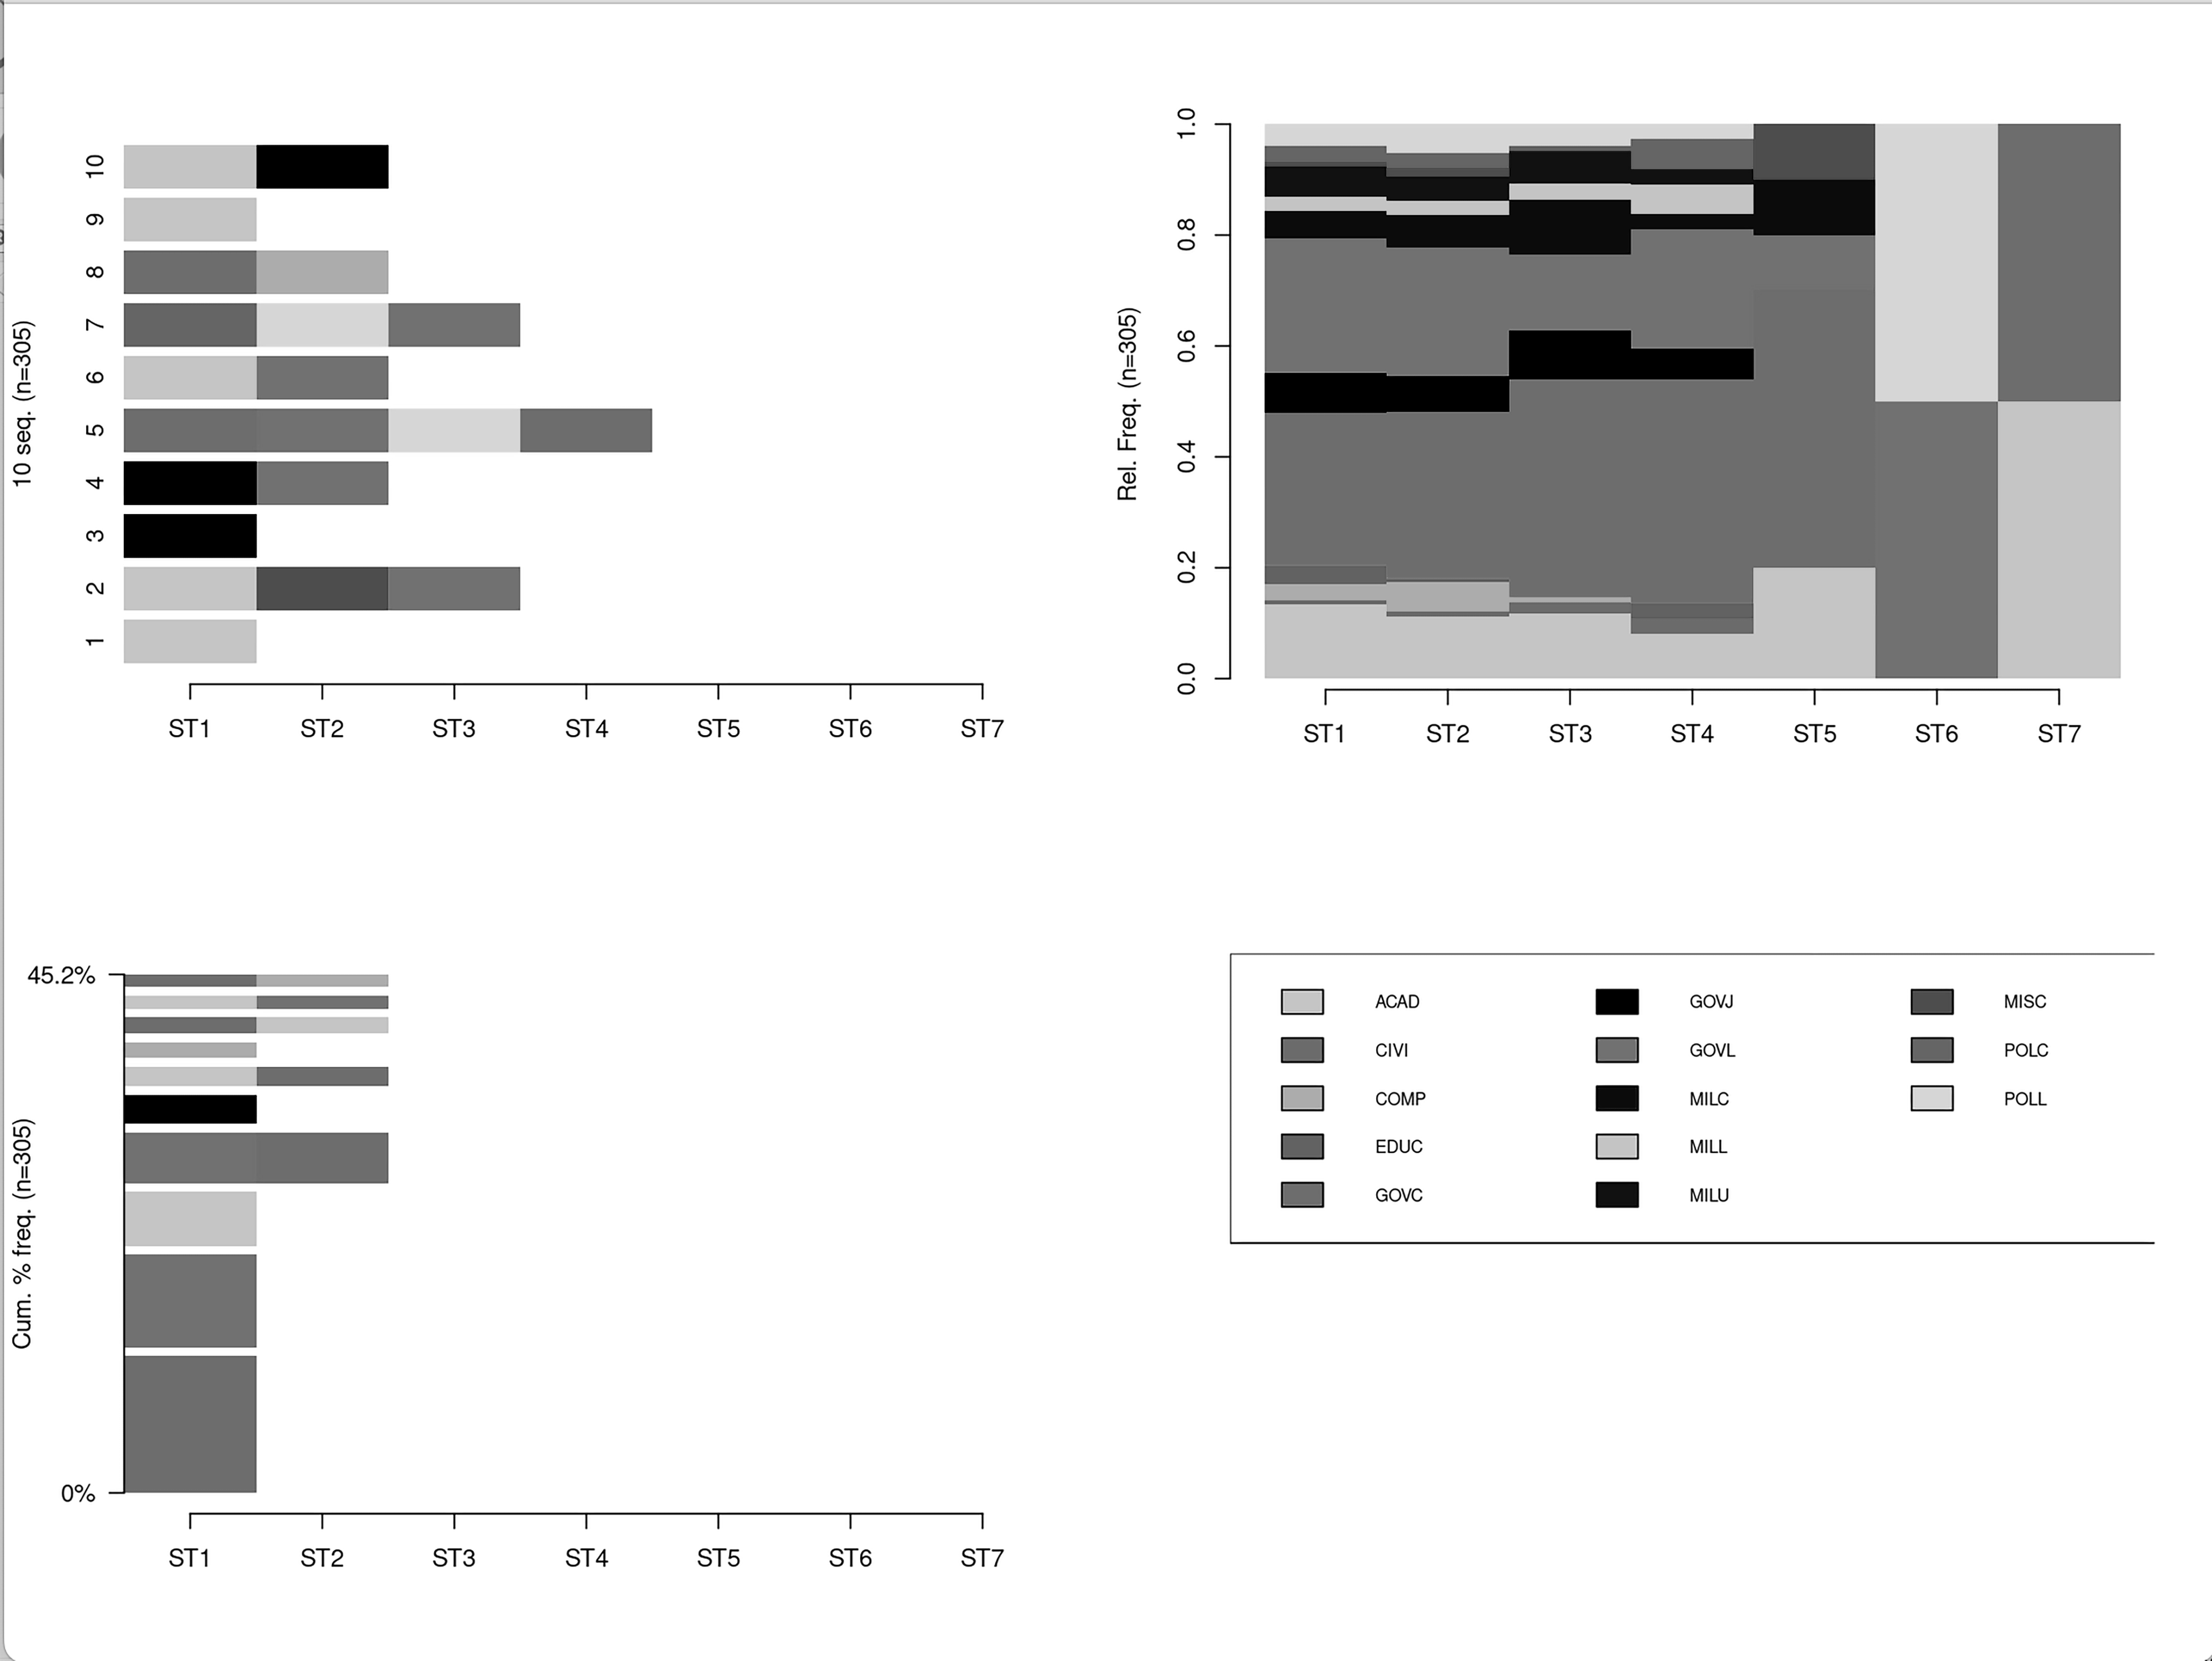 10 seq. (n=305)
10
9
8
7
6
5
4
3
2
1
ST1 ST2 ST3 ST4 ST5 ST6 ST7
Rel. Freq. (n=305)
1.0
0.8
0.6
0.4
0.2
0.0
ST1 ST2 ST3 ST4 ST5 ST6 ST7
Cum. % freq. (n=305)
45.2%
0%
ST1 ST2 ST3 ST4 ST5 ST6 ST7
ACAD GOVJ MISC
CIVI GOVL POLC
COMP MILC POLL
EDUC MILL
GOVC MILU